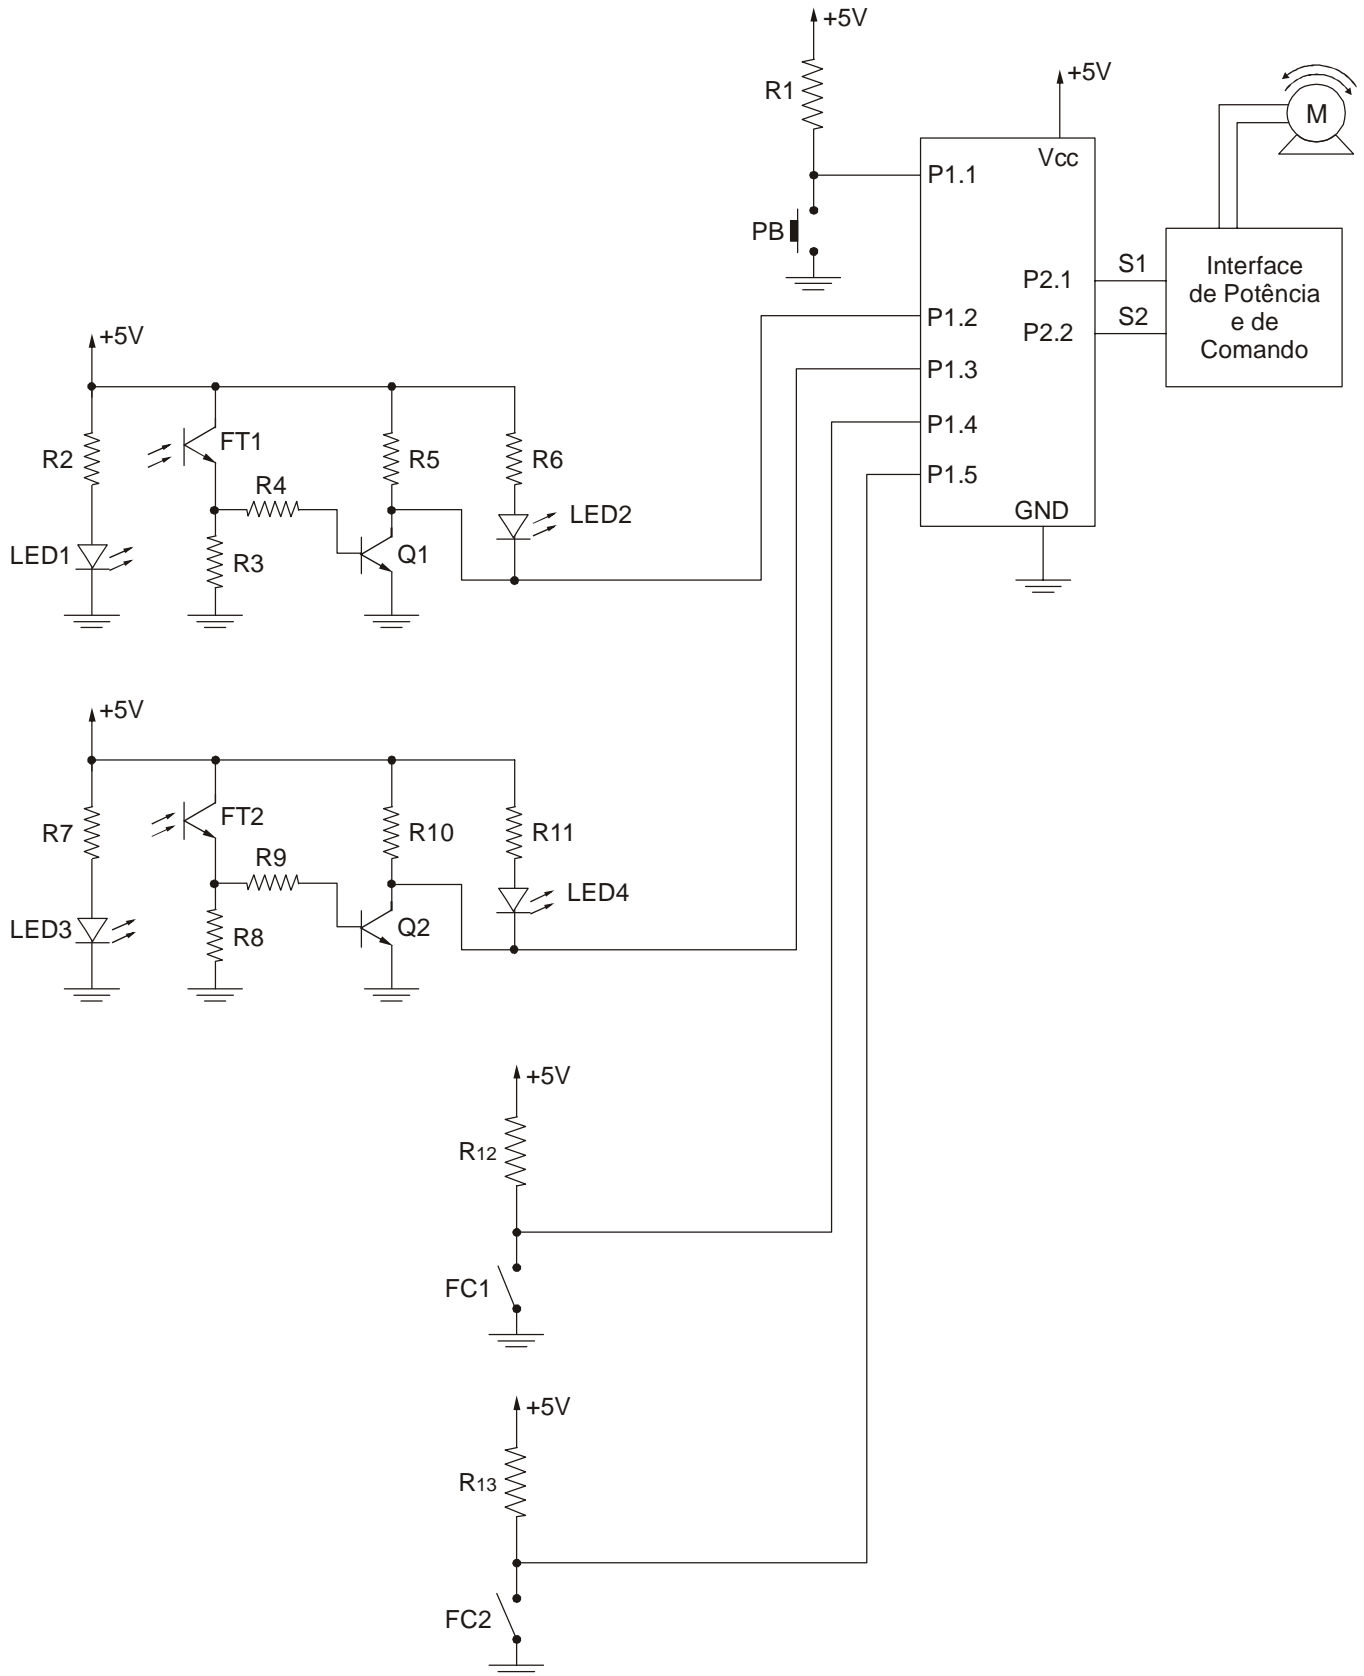 +5V
R1
+5V
M
Vcc
P1.1
PB
P2.1
S1
Interface
de Potência
e de
Comando
P2.2
S2
P1.2
P1.3
P1.4
P1.5
GND
+5V
R2
FT1
R4
R5
R6
LED2
LED1
R3
Q1
+5V
R7
FT2
R9
R10
R11
LED4
LED3
R8
Q2
+5V
R12
FC1
+5V
R13
FC2